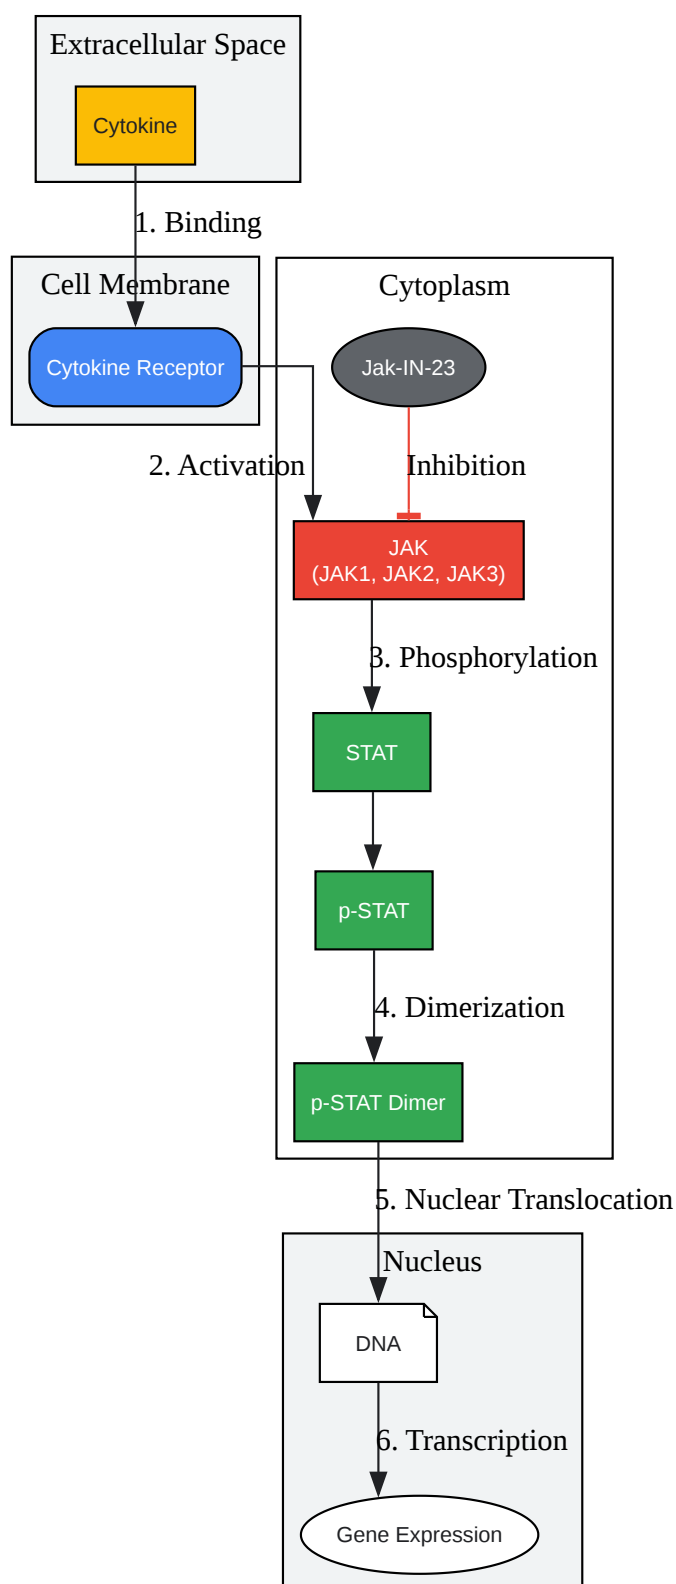 Extracellular Space
Cytokine
1. Binding
Cell Membrane
Cytokine Receptor
Cytoplasm
Jak-IN-23
2. Activation
Inhibition
JAK
(JAK1, JAK2, JAK3)
3. Phosphorylation
STAT
p-STAT
4. Dimerization
p-STAT Dimer
5. Nuclear Translocation
Nucleus
DNA
6. Transcription
Gene Expression